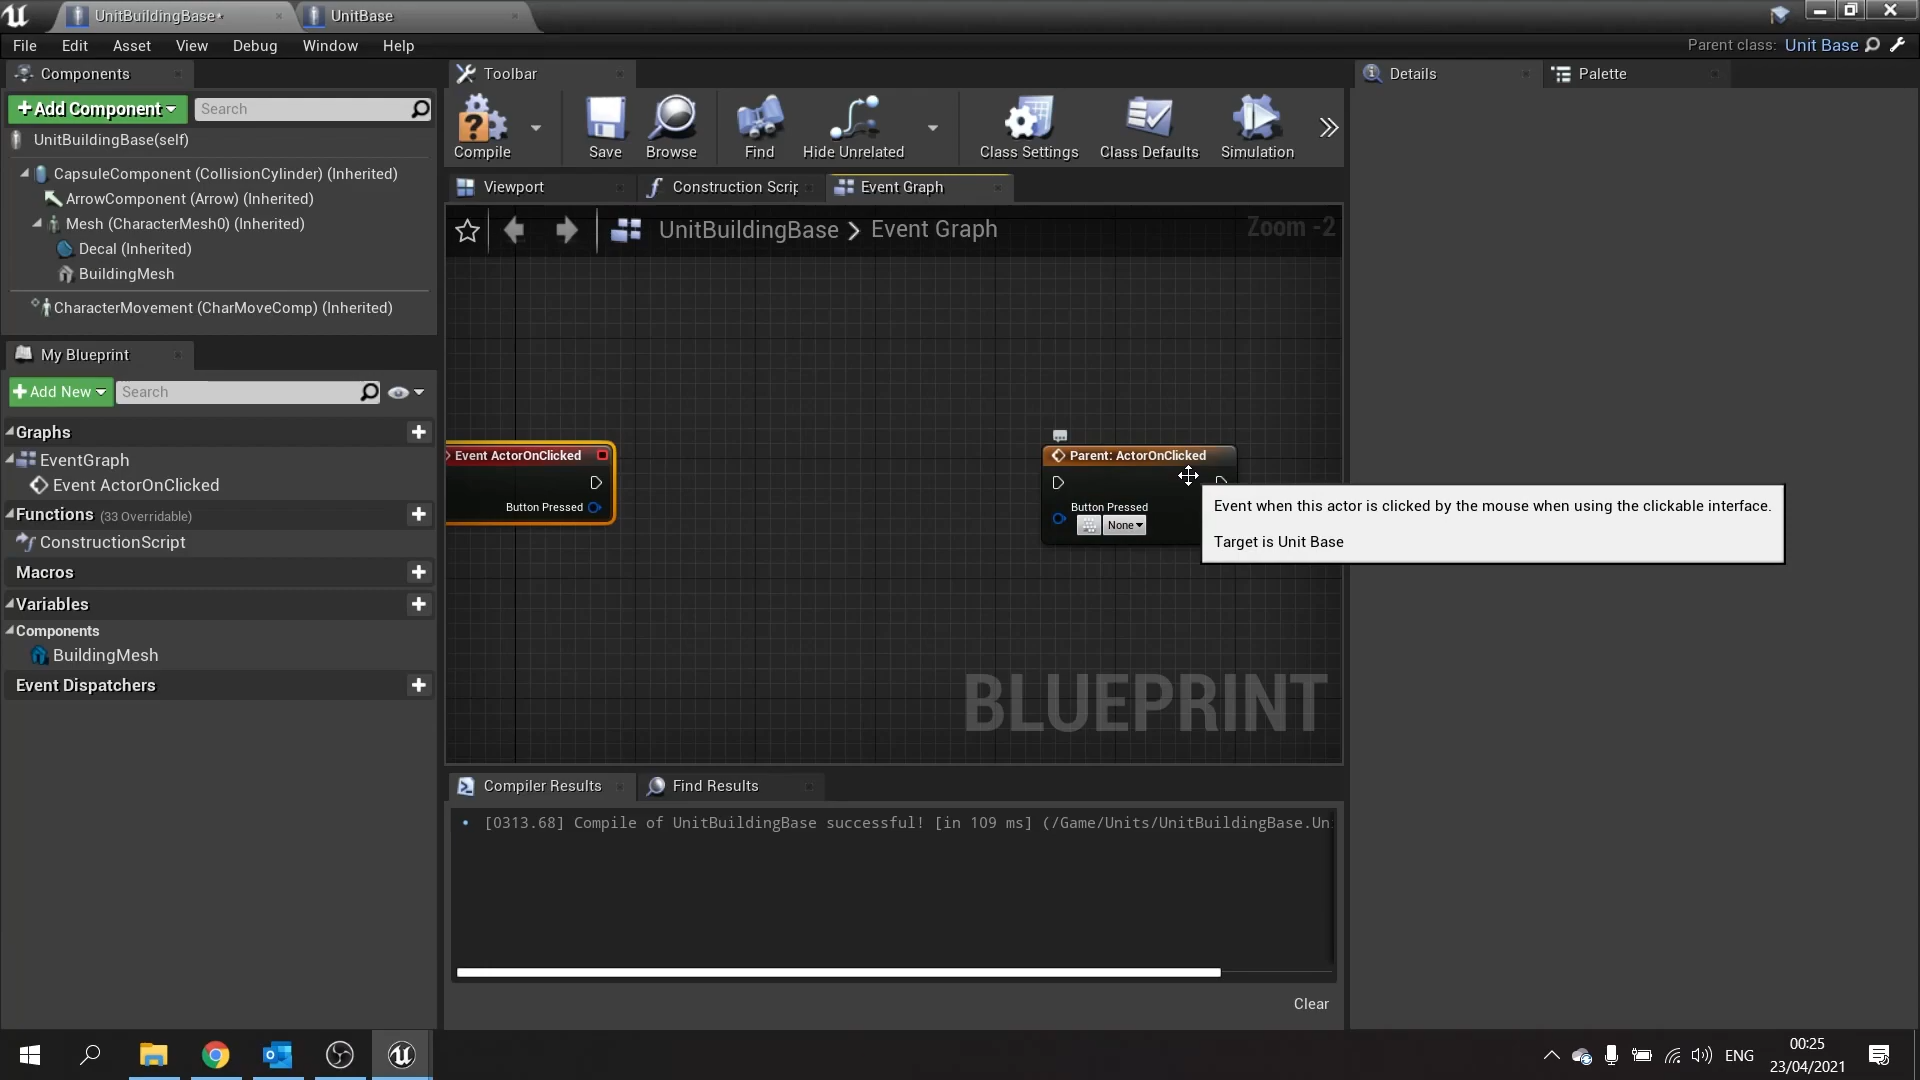 UnitBuildingBase*
UnitBase
File Edit Asset View Debug Window Help
Parent class: Unit Base
Components
Toolbar
Details
Palette
+Add Component
Search
Compile
Save
Browse
Find
Hide Unrelated
Class Settings
Class Defaults
Simulation
UnitBuildingBase(self)
CapsuleComponent (CollisionCylinder) (Inherited)
ArrowComponent (Arrow) (Inherited)
Mesh (CharacterMesh0) (Inherited)
Decal (Inherited)
BuildingMesh
CharacterMovement (CharMoveComp) (Inherited)
Viewport
Construction Scrip
Event Graph
UnitBuildingBase > Event Graph
Zoom -2
My Blueprint
+Add New
Search
Graphs
EventGraph
Event ActorOnClicked
Functions (33 Overridable)
ConstructionScript
Macros
Variables
Components
BuildingMesh
Event Dispatchers
Event ActorOnClicked
Button Pressed
Parent: ActorOnClicked
Button Pressed
None
Event when this actor is clicked by the mouse when using the clickable interface.
Target is Unit Base
BLUEPRINT
Compiler Results
Find Results
[0313.68] Compile of UnitBuildingBase successful! [in 109 ms] (/Game/Units/UnitBuildingBase.Un
Clear
ENG
00:25
23/04/2021